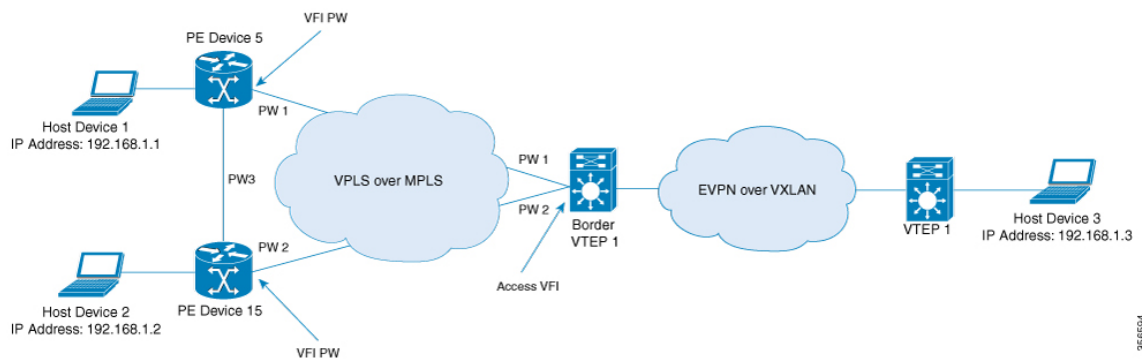 VFI PW
PE Device 5
PW 1
Host Device 1
IP Address: 192.168.1.1
PW3
VPLS over MPLS
PW 1
PW 2
Border
VTEP 1
EVPN over VXLAN
VTEP 1
Host Device 3
IP Address: 192.168.1.3
PW 2
Access VFI
Host Device 2
IP Address: 192.168.1.2
PE Device 15
VFI PW
356594